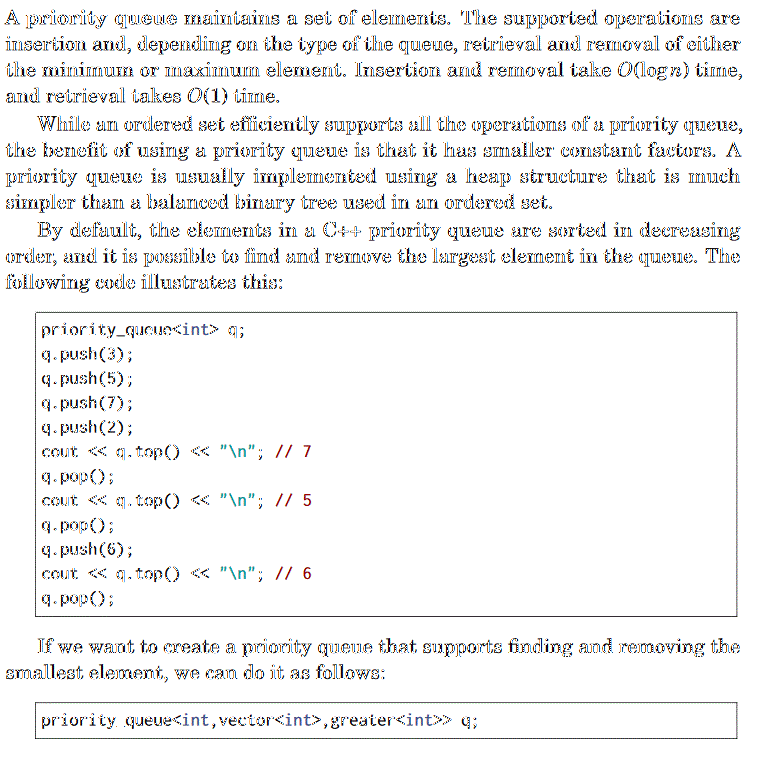 A priority queue maintains a set of elements. The supported operations are
insertion and, depending on the type of the queue, retrieval and removal of either
the minimum or maximum element. Insertion and removal take O(log n) time,
and retrieval takes O(1) time.
While an ordered set efficiently supports all the operations of a priority queue,
the benefit of using a priority queue is that it has smaller constant factors. A
priority queue is usually implemented using a heap structure that is much
simpler than a balanced binary tree used in an ordered set.
By default, the elements in a C++ priority queue are sorted in decreasing
order, and it is possible to find and remove the largest element in the queue. The
following code illustrates this:
priority_queue<int> q;
q.push(3);
q.push(5);
q.push(7);
q.push(2);
cout << q.top() << "\n"; // 7
q.pop();
cout << q.top() << "\n"; // 5
q.pop();
q.push(6);
cout << q.top() << "\n"; // 6
q.pop();
If we want to create a priority queue that supports finding and removing the
smallest element, we can do it as follows:
priority_queue<int,vector<int>,greater<int>> q;